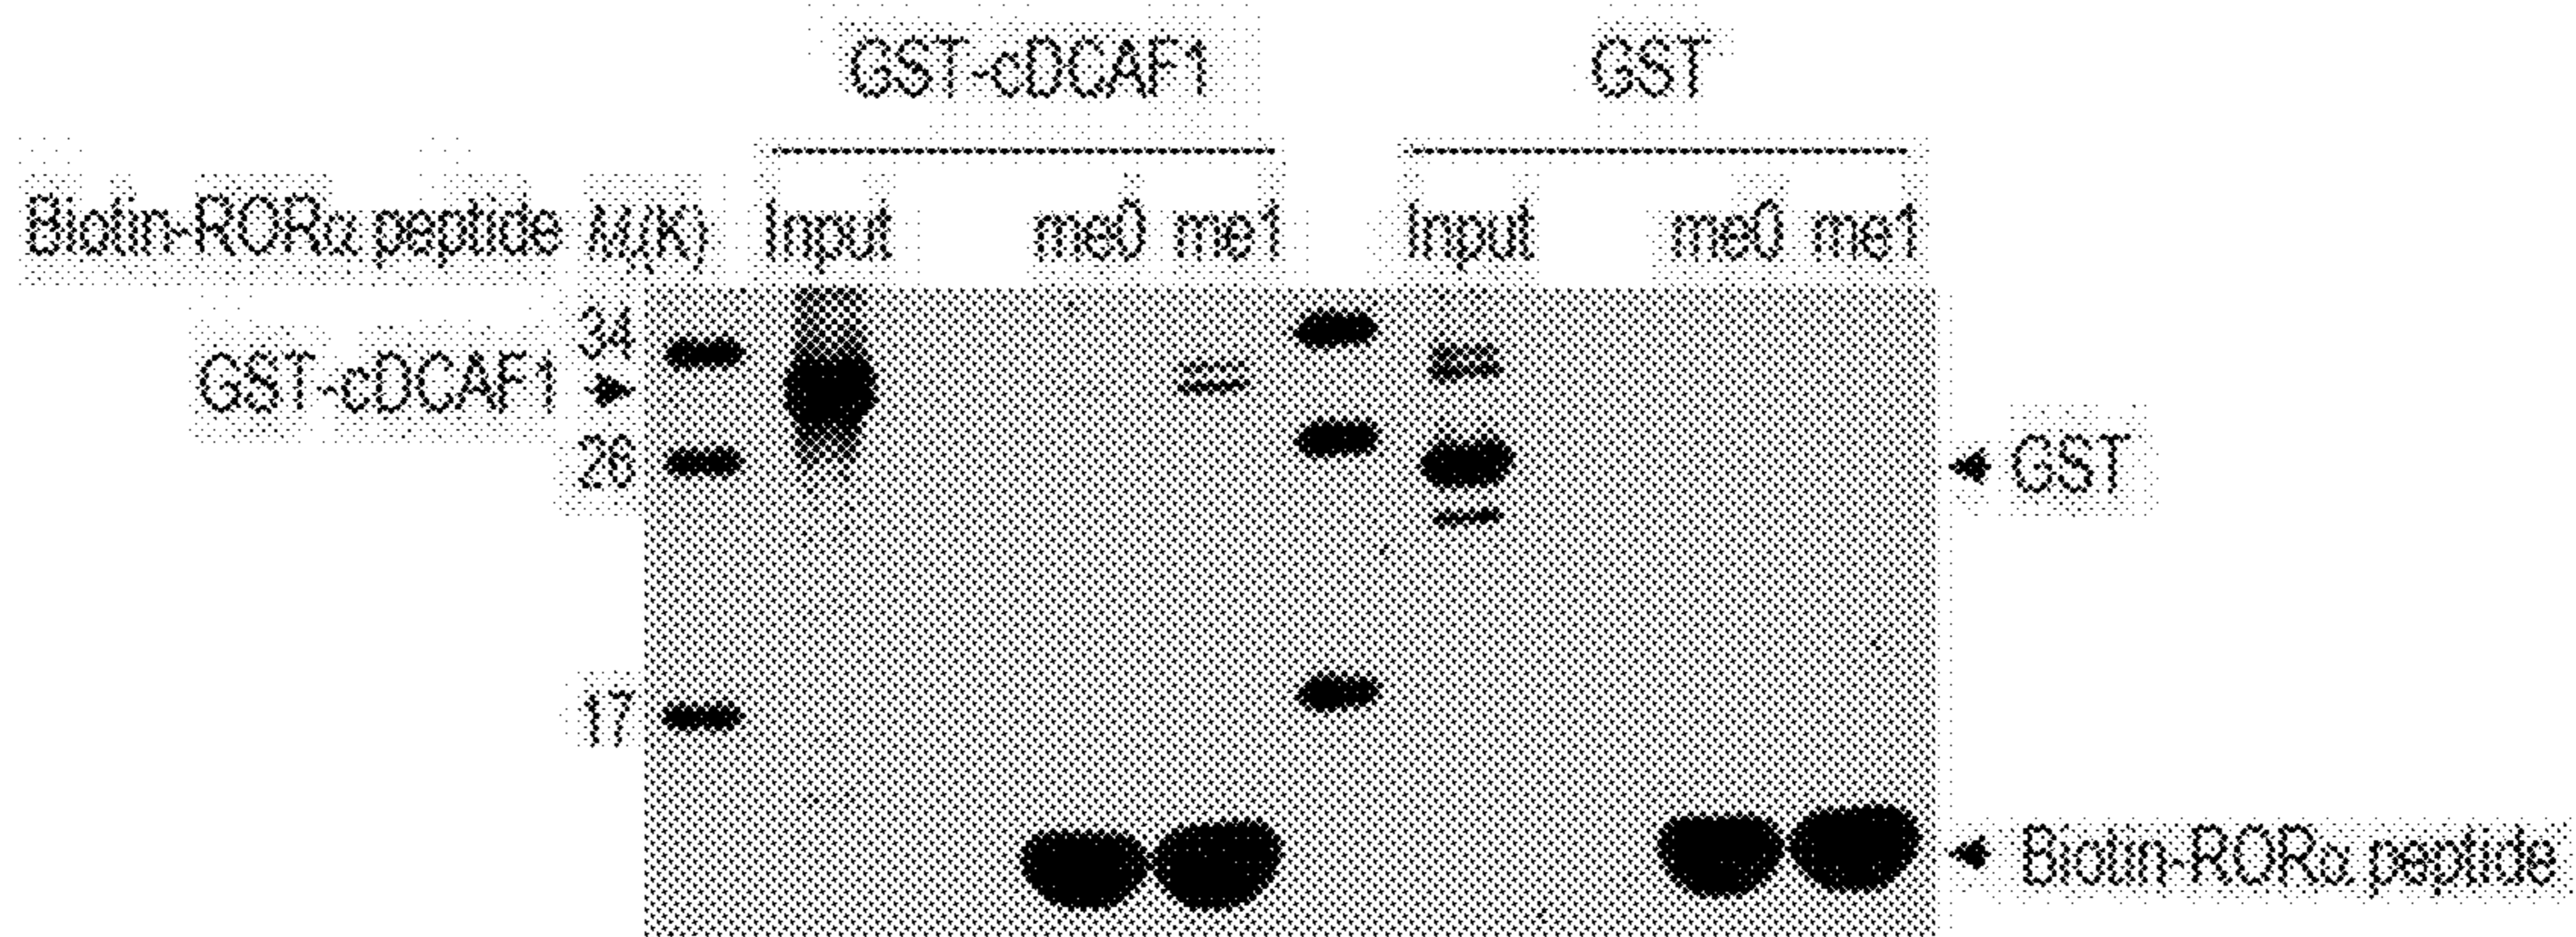 GST-cDCAF1 GST
Biotin-RORα peptide Mr(K) Input me0 me1 Input me0 me1
34
GST-cDCAF1
26
GST
17
Biotin-RORα peptide